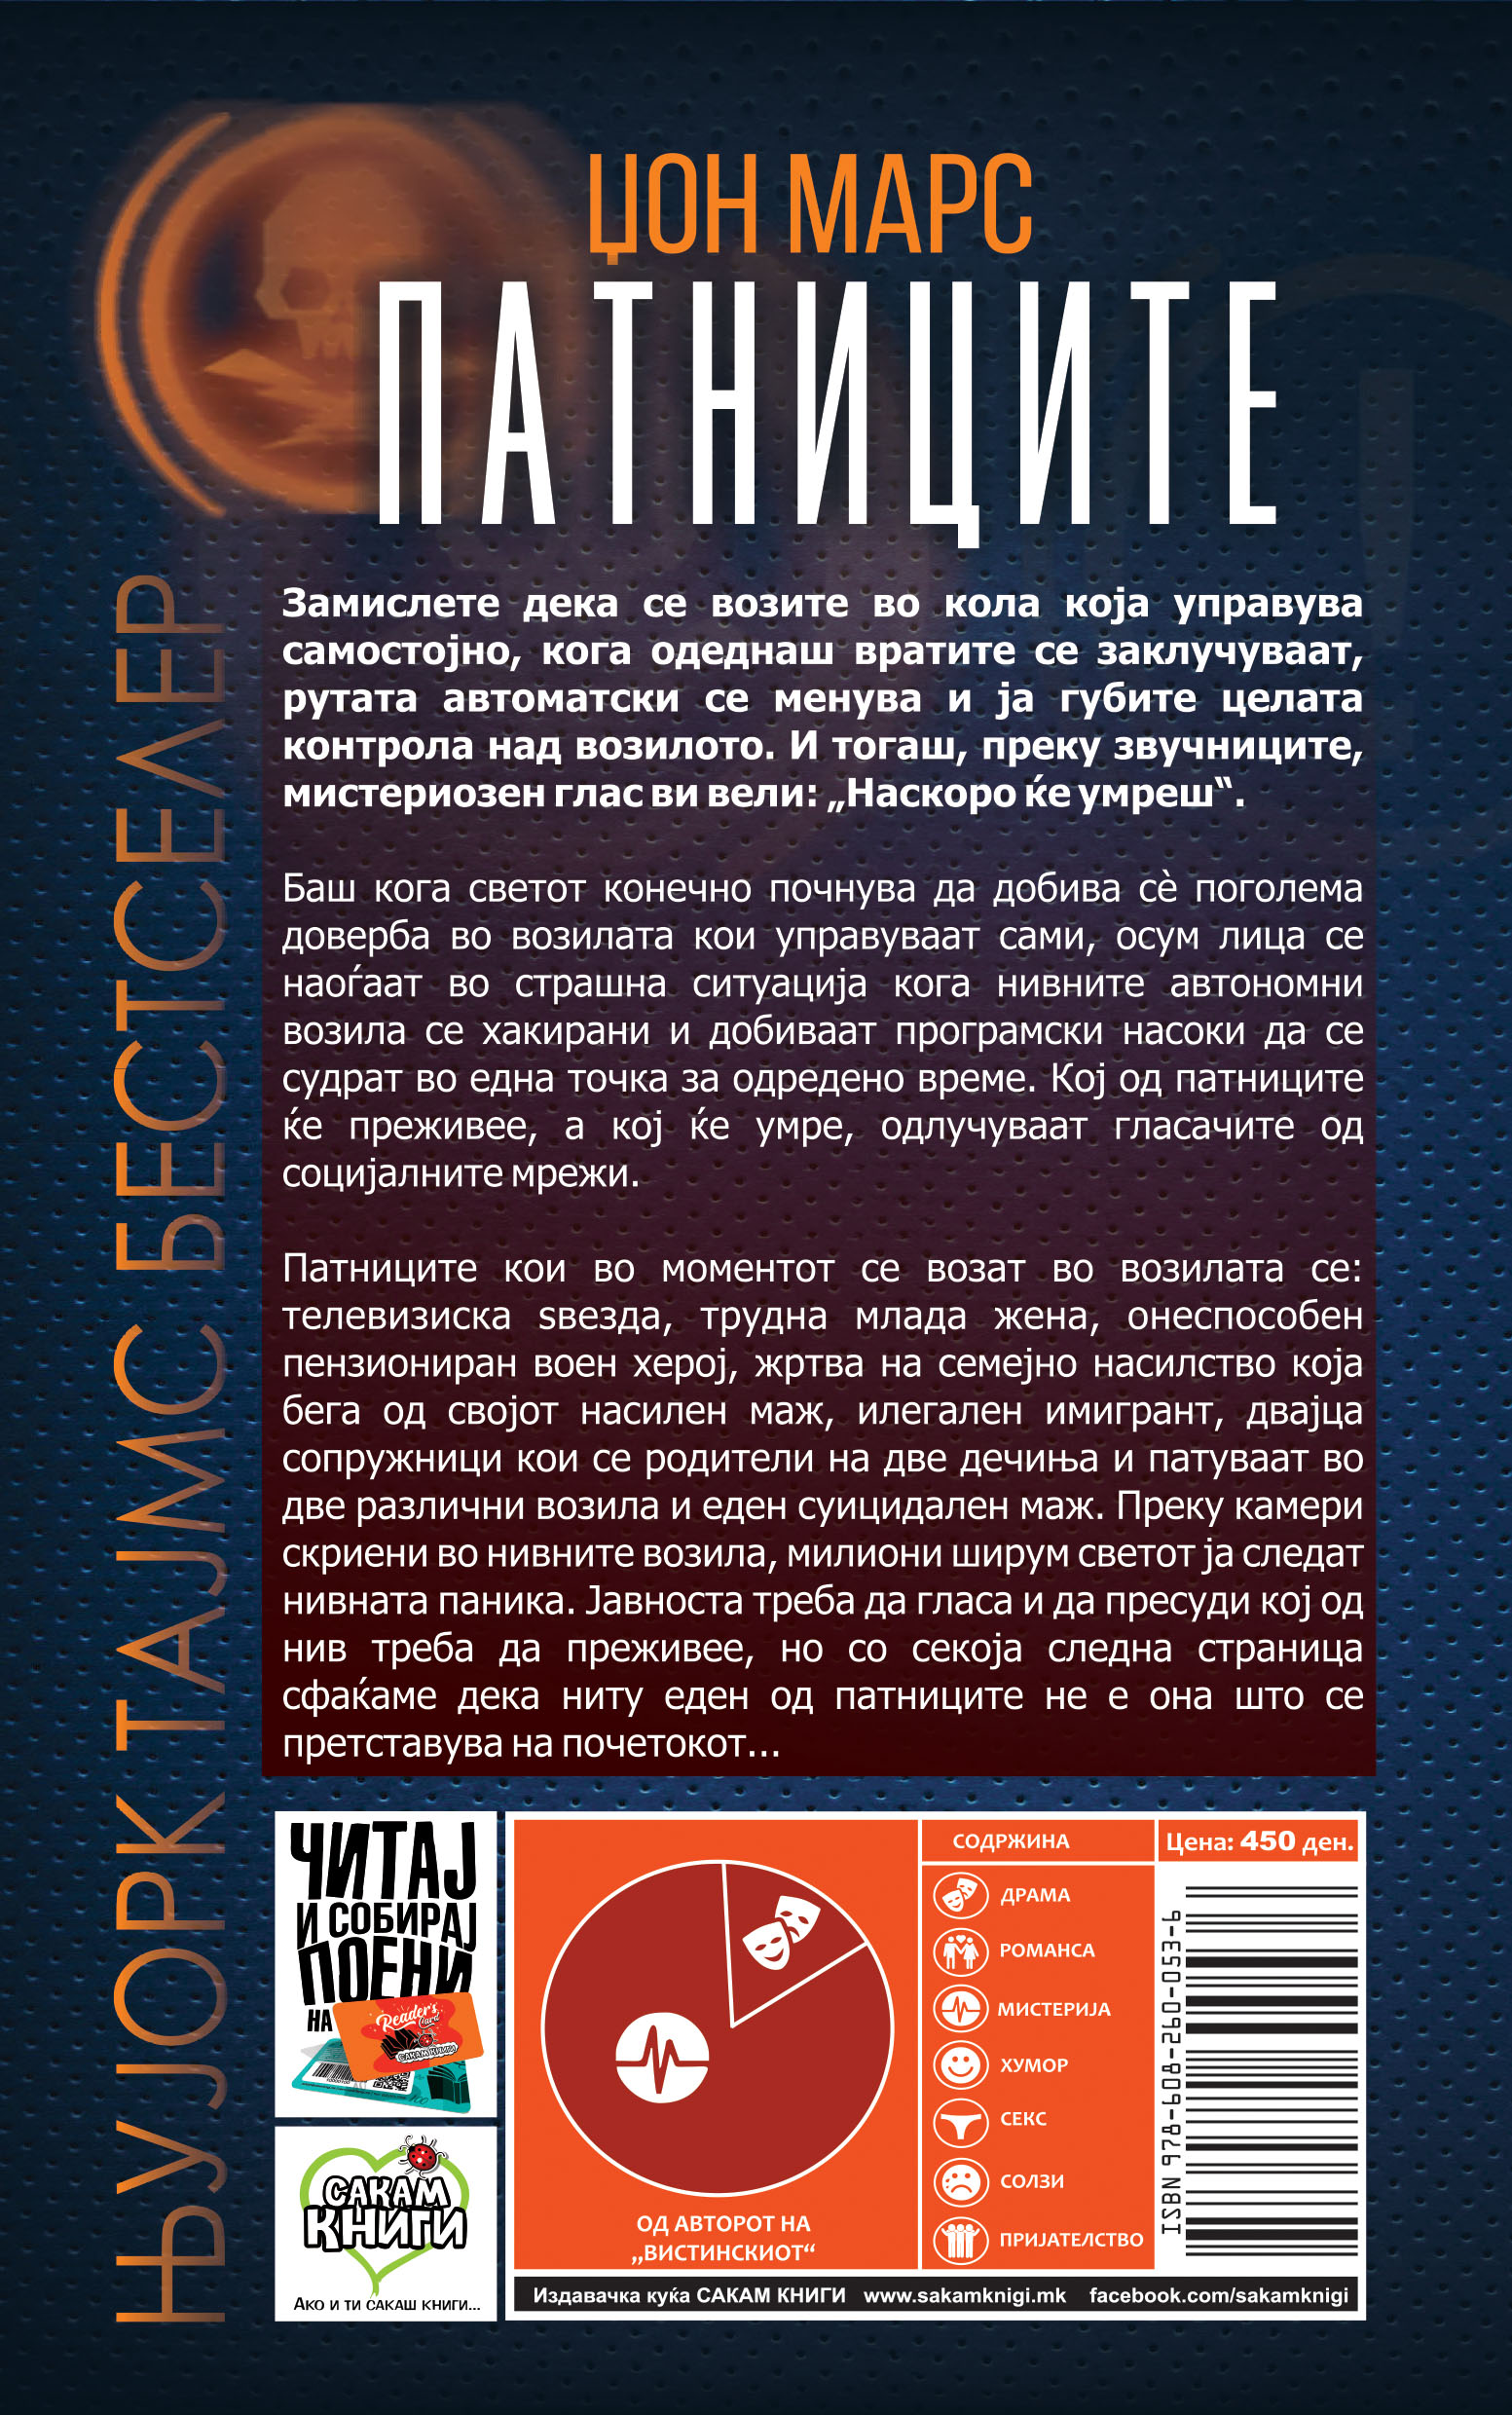 ЏОН МАРС
ПАТНИЦИТЕ
ЊУЈОРК ТАЈМС БЕСТСЕЛЕР
Замислете дека се возите во кола која управува
самостојно, кога одеднаш вратите се заклучуваат,
рутата автоматски се менува и ја губите целата
контрола над возилото. И тогаш, преку звучниците,
мистериозен глас ви вели: „Наскоро ќе умреш“.
Баш кога светот конечно почнува да добива сѐ поголема
доверба во возилата кои управуваат сами, осум лица се
наоѓаат во страшна ситуација кога нивните автономни
возила се хакирани и добиваат програмски насоки да се
судрат во една точка за одредено време. Кој од патниците
ќе преживее, а кој ќе умре, одлучуваат гласачите од
социјалните мрежи.
Патниците кои во моментот се возат во возилата се:
телевизиска ѕвезда, трудна млада жена, онеспособен
пензиониран воен херој, жртва на семејно насилство која
бега од својот насилен маж, илегален имигрант, двајца
сопружници кои се родители на две дечиња и патуваат во
две различни возила и еден суицидален маж. Преку камери
скриени во нивните возила, милиони ширум светот ја следат
нивната паника. Јавноста треба да гласа и да пресуди кој од
нив треба да преживее, но со секоја следна страница
сфаќаме дека ниту еден од патниците не е она што се
претставува на почетокот...
ЧИТАЈ
И СОБИРАЈ
ПОЕНИ
НА
Reader's
Card
САКАМ КНИГИ
САКАМ
КНИГИ
АКО И ТИ САКАШ КНИГИ...
ОД АВТОРОТ НА
„ВИСТИНСКИОТ“
СОДРЖИНА
ДРАМА
РОМАНСА
МИСТЕРИЈА
ХУМОР
СЕКС
СОЛЗИ
ПРИЈАТЕЛСТВО
Цена: 450 ден.
ISBN 978-608-260-053-6
Издавачка куќа САКАМ КНИГИ www.sakamknigi.mk facebook.com/sakamknigi